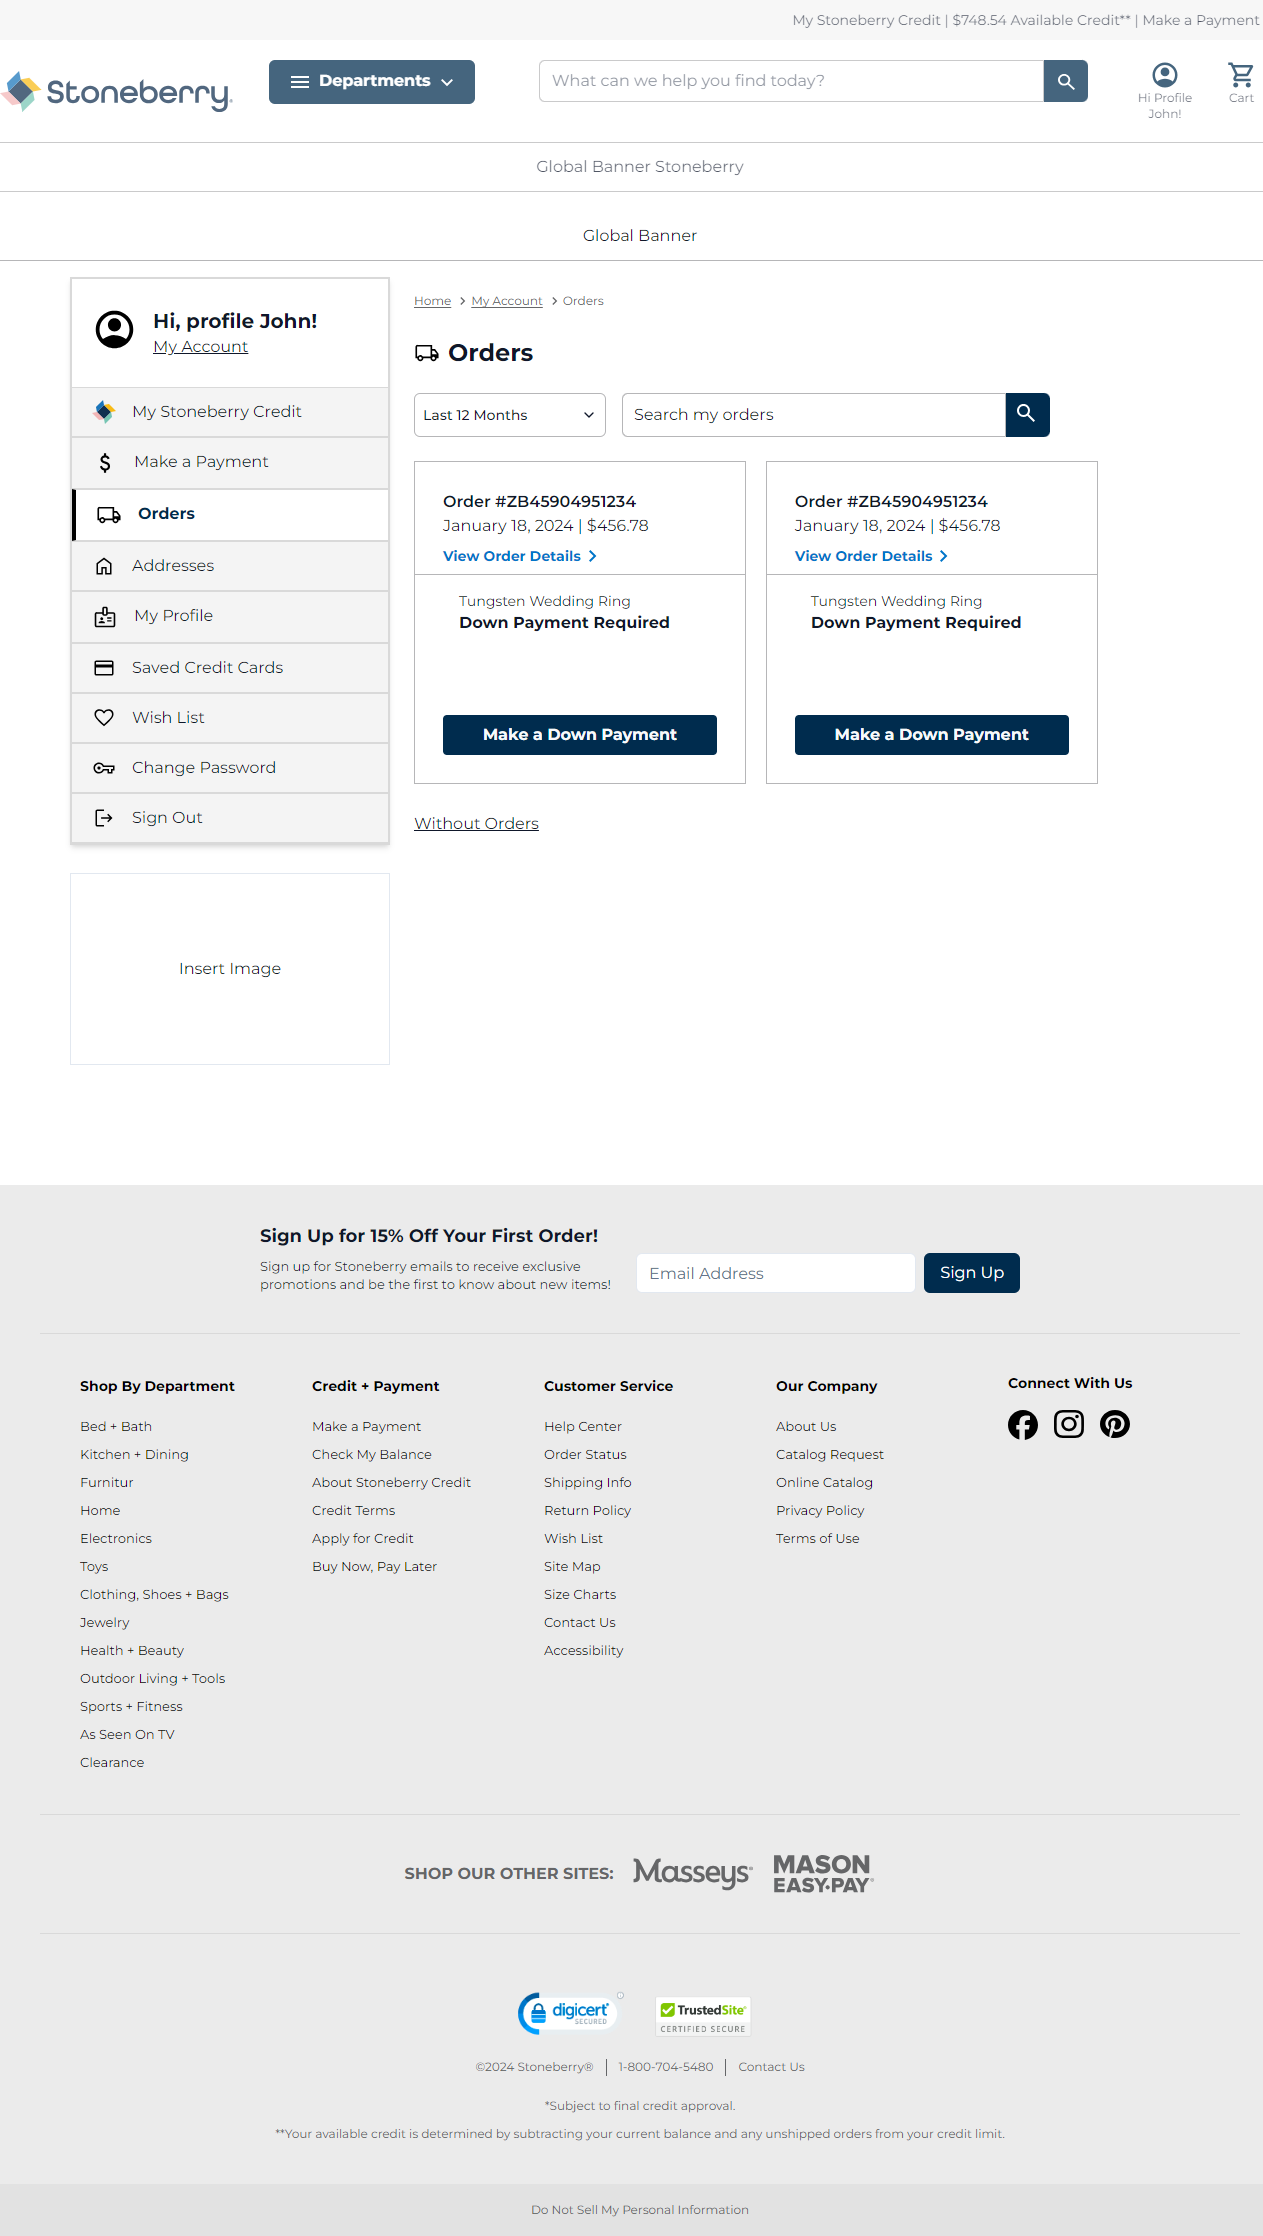 My Stoneberry Credit | $748.54 Available Credit** | Make a Payment
Stoneberry
Departments
What can we help you find today?
Hi Profile
John!
Cart
Global Banner Stoneberry
Global Banner
Hi, profile John!
My Account
My Stoneberry Credit
Make a Payment
Orders
Addresses
My Profile
Saved Credit Cards
Wish List
Change Password
Sign Out
Insert Image
Home > My Account > Orders
Orders
Last 12 Months
Search my orders
Order #ZB45904951234
January 18, 2024 | $456.78
View Order Details
Tungsten Wedding Ring
Down Payment Required
Make a Down Payment
Order #ZB45904951234
January 18, 2024 | $456.78
View Order Details
Tungsten Wedding Ring
Down Payment Required
Make a Down Payment
Without Orders
Sign Up for 15% Off Your First Order!
Sign up for Stoneberry emails to receive exclusive
promotions and be the first to know about new items!
Email Address
Sign Up
Shop By Department
Bed + Bath
Kitchen + Dining
Furnitur
Home
Electronics
Toys
Clothing, Shoes + Bags
Jewelry
Health + Beauty
Outdoor Living + Tools
Sports + Fitness
As Seen On TV
Clearance
Credit + Payment
Make a Payment
Check My Balance
About Stoneberry Credit
Credit Terms
Apply for Credit
Buy Now, Pay Later
Customer Service
Help Center
Order Status
Shipping Info
Return Policy
Wish List
Site Map
Size Charts
Contact Us
Accessibility
Our Company
About Us
Catalog Request
Online Catalog
Privacy Policy
Terms of Use
Connect With Us
SHOP OUR OTHER SITES:
Masseys
MASON
EASY•PAY
digicert
SECURED
TrustedSite
CERTIFIED SECURE
©2024 Stoneberry® | 1-800-704-5480 | Contact Us
*Subject to final credit approval.
**Your available credit is determined by subtracting your current balance and any unshipped orders from your credit limit.
Do Not Sell My Personal Information